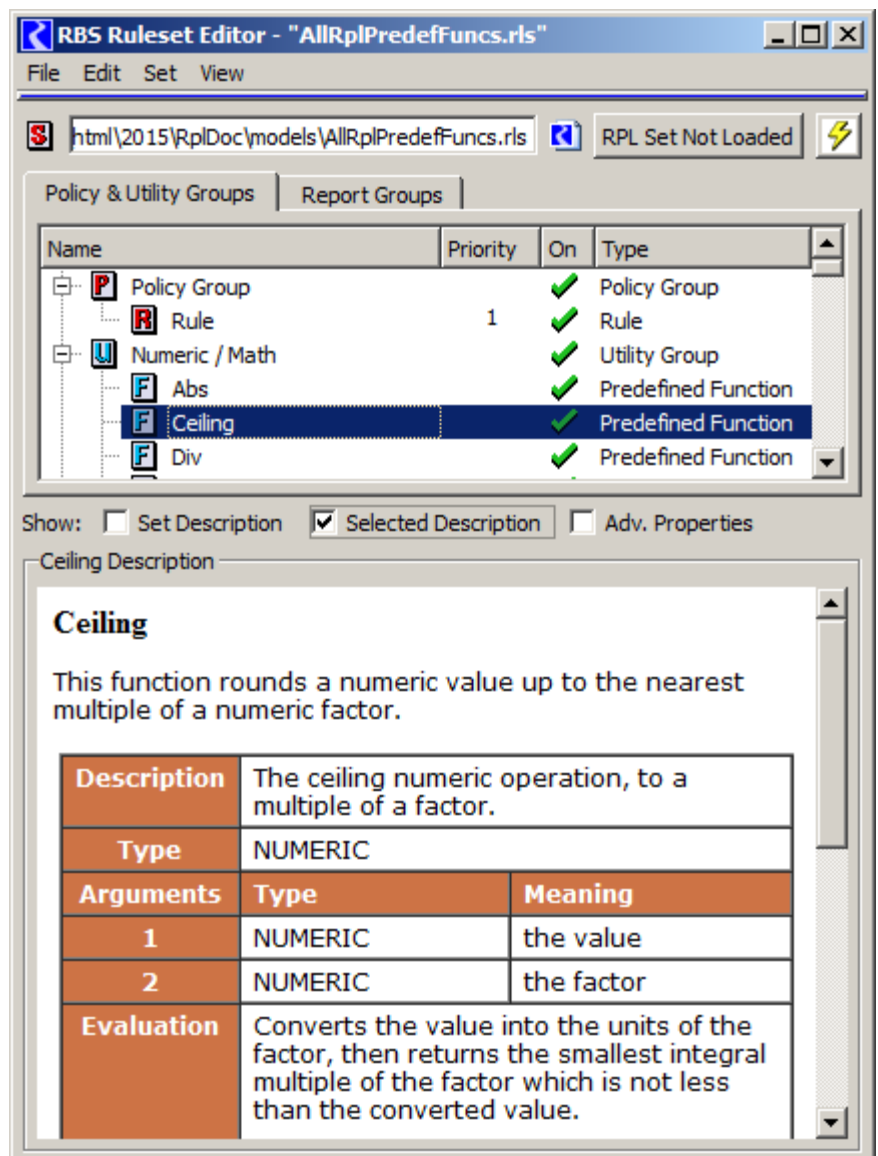 RBS Ruleset Editor - "AllRplPredefFuncs.rls"
File Edit Set View
S html\2015\RplDoc\models\AllRplPredefFuncs.rls RPL Set Not Loaded
Policy & Utility Groups Report Groups
Name Priority On Type
P Policy Group Policy Group
R Rule 1 Rule
U Numeric / Math Utility Group
F Abs Predefined Function
F Ceiling Predefined Function
F Div Predefined Function
Show: Set Description Selected Description Adv. Properties
Ceiling Description
Ceiling
This function rounds a numeric value up to the nearest
multiple of a numeric factor.
Description The ceiling numeric operation, to a
multiple of a factor.
Type NUMERIC
Arguments Type Meaning
1 NUMERIC the value
2 NUMERIC the factor
Evaluation Converts the value into the units of the
factor, then returns the smallest integral
multiple of the factor which is not less
than the converted value.